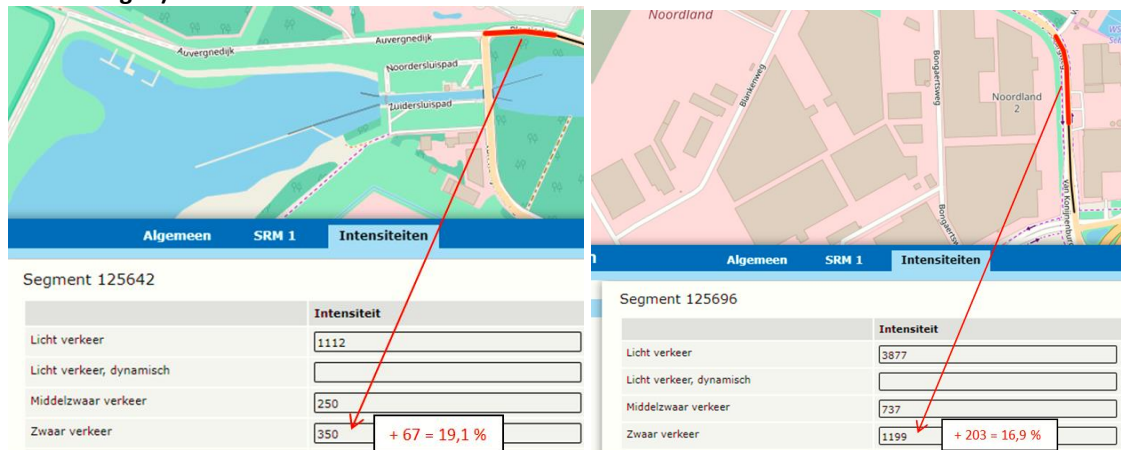 Auvergnedijk
Auvergnedijk
Noordersluispad
Zuidersluispad
Algemeen SRM 1 Intensiteiten
Segment 125642
Intensiteit
Licht verkeer 1112
Licht verkeer, dynamisch
Middelzwaar verkeer 250
Zwaar verkeer 350 + 67 = 19,1 %
Noordland
Blankenweg
Bongaertsweg
Noordland
2
Algemeen SRM 1 Intensiteiten
Segment 125696
Intensiteit
Licht verkeer 3877
Licht verkeer, dynamisch
Middelzwaar verkeer 737
Zwaar verkeer 1199 + 203 = 16,9 %